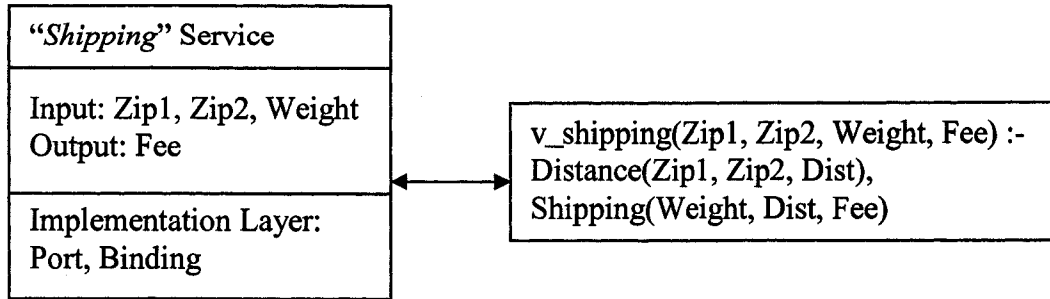 “Shipping” Service
Input: Zip1, Zip2, Weight
Output: Fee
Implementation Layer:
Port, Binding
v_shipping(Zip1, Zip2, Weight, Fee) :-
Distance(Zip1, Zip2, Dist),
Shipping(Weight, Dist, Fee)